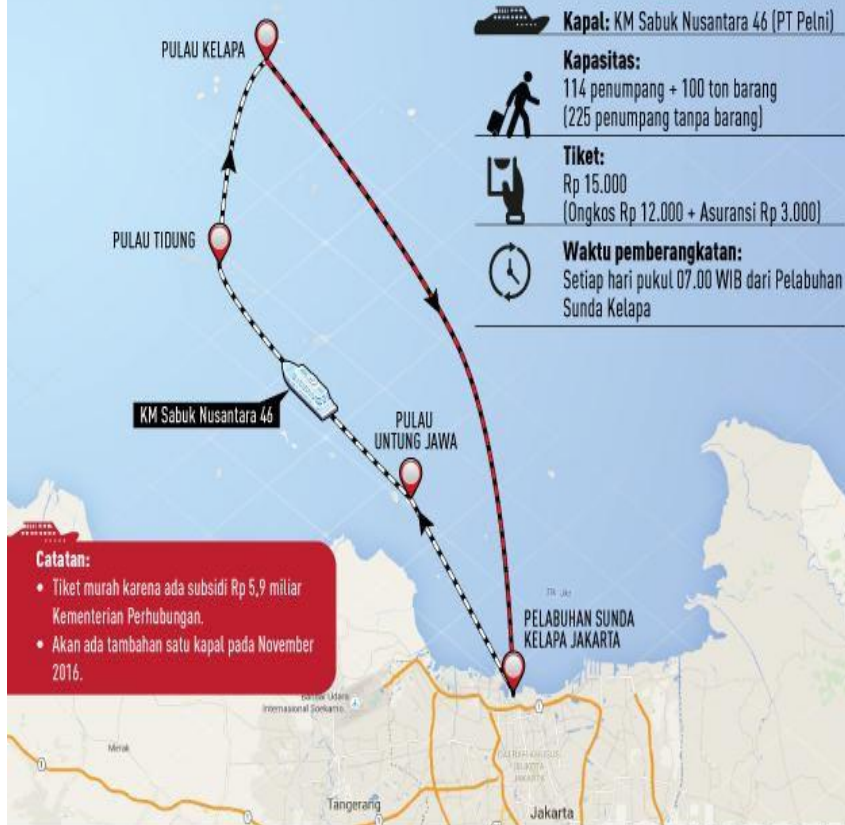 PULAU KELAPA
PULAU TIDUNG
KM Sabuk Nusantara 46
PULAU
UNTUNG JAWA
PELABUHAN SUNDA
KELAPA JAKARTA
Kapal: KM Sabuk Nusantara 46 (PT Pelni)
Kapasitas:
114 penumpang + 100 ton barang
(225 penumpang tanpa barang)
Tiket:
Rp 15.000
(Ongkos Rp 12.000 + Asuransi Rp 3.000)
Waktu pemberangkatan:
Setiap hari pukul 07.00 WIB dari Pelabuhan
Sunda Kelapa
Catatan:
• Tiket murah karena ada subsidi Rp 5,9 miliar
Kementerian Perhubungan.
• Akan ada tambahan satu kapal pada November
2016.
Internasional Soekarno
Merak
Tangerang
JAKARTA
Jakarta